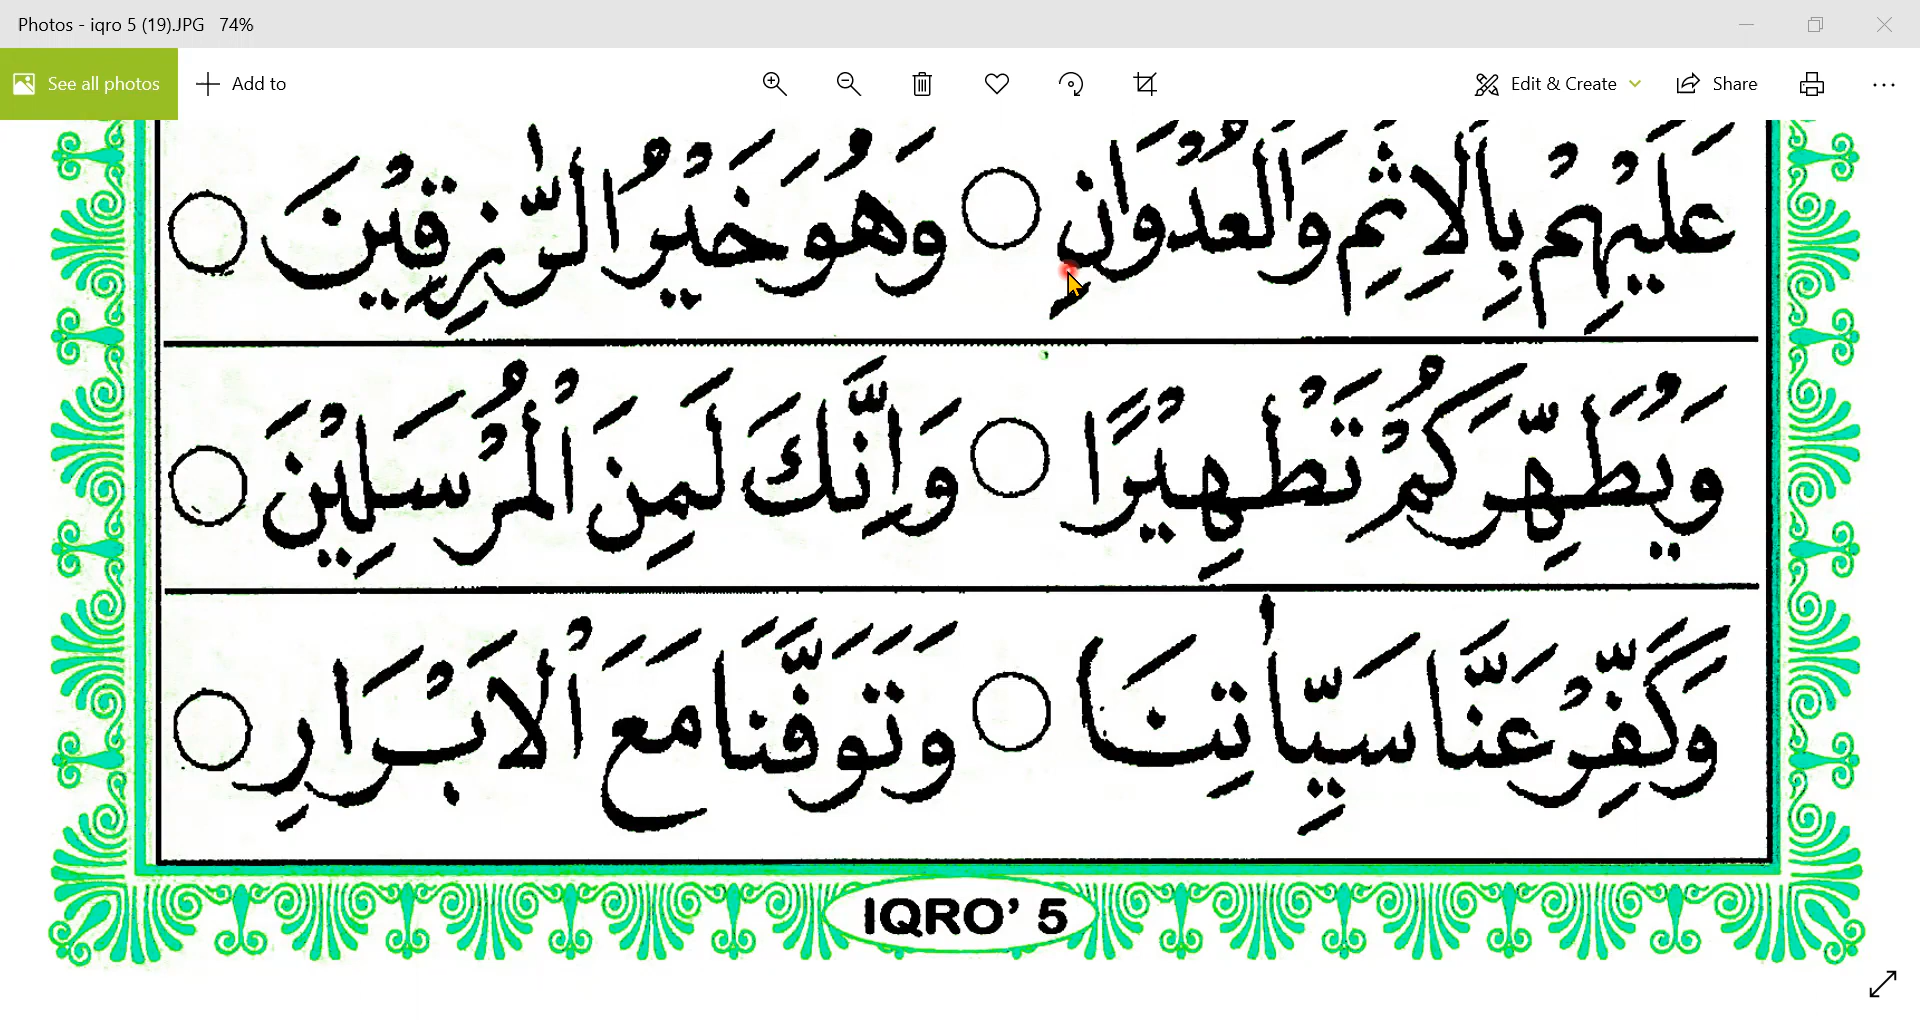 Photos - iqro 5 (19).JPG   74%
See all photos   Add to   Edit & Create   Share
عَلَيْهِمْ بِالْاِثْمِ وَالْعُدْوَانِ ○ وَهُوَ خَيْرُ الرّٰزِقِيْنَ ○
وَيُطَهِّرَكُمْ تَطْهِيْرًا ○ وَاِنَّكَ لَمِنَ الْمُرْسَلِيْنَ ○
وَكَفِّرْ عَنَّا سَيِّاٰتِنَا ○ وَتَوَفَّنَا مَعَ الْاَبْرَارِ ○
IQRO’ 5